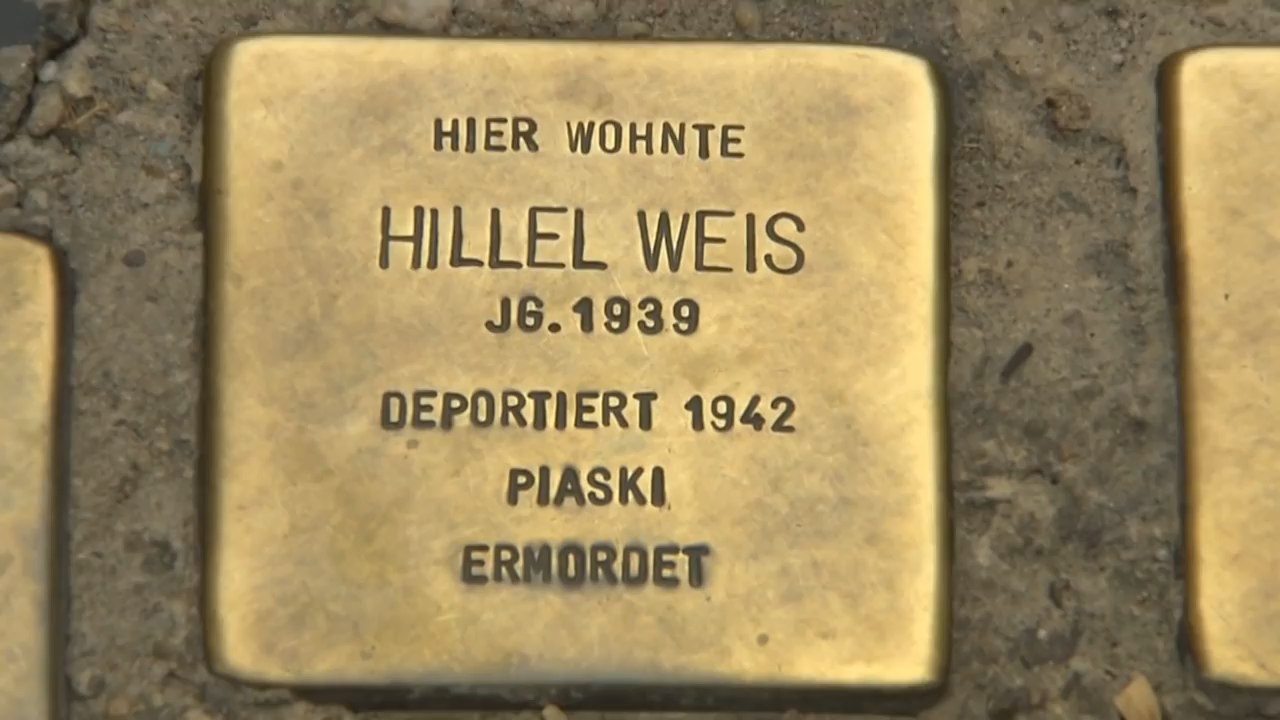 HIER WOHNTE
HILLEL WEIS
JG.1939
DEPORTIERT 1942
PIASKI
ERMORDET